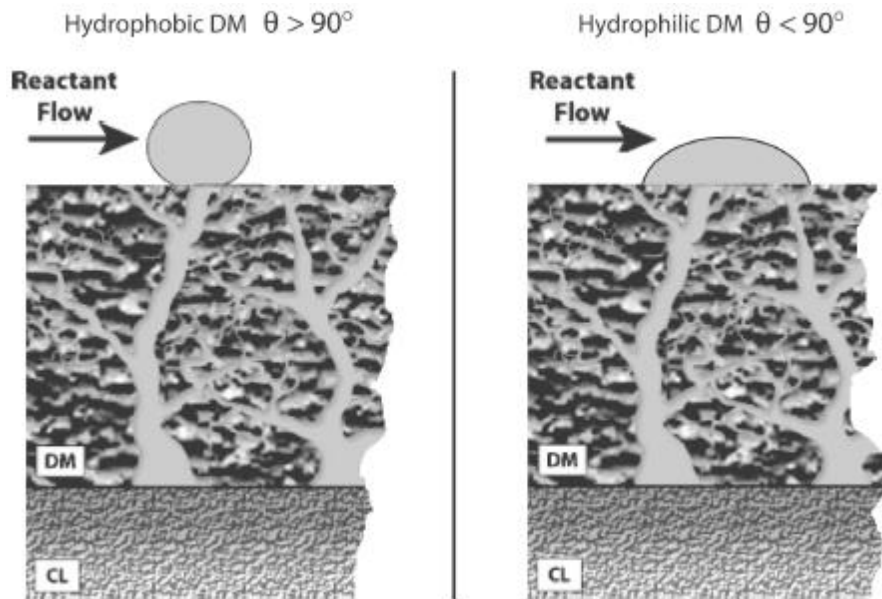 Hydrophobic DM θ > 90°
Reactant
Flow
DM
CL
Hydrophilic DM θ < 90°
Reactant
Flow
DM
CL